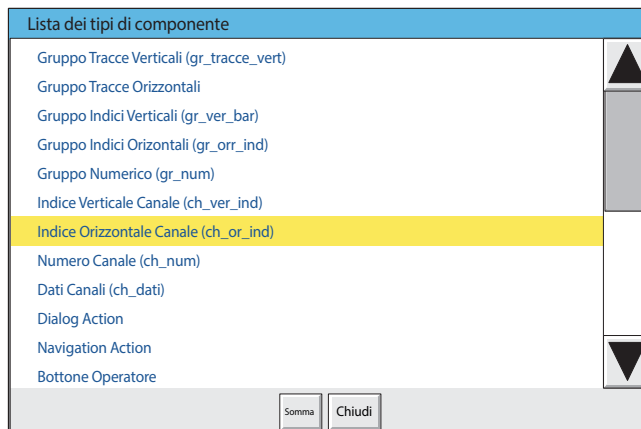 Lista dei tipi di componente
Gruppo Tracce Verticali (gr_tracce_vert)
Gruppo Tracce Orizzontali
Gruppo Indici Verticali (gr_ver_bar)
Gruppo Indici Orizontali (gr_orr_ind)
Gruppo Numerico (gr_num)
Indice Verticale Canale (ch_ver_ind)
Indice Orizzontale Canale (ch_or_ind)
Numero Canale (ch_num)
Dati Canali (ch_dati)
Dialog Action
Navigation Action
Bottone Operatore
Somma Chiudi